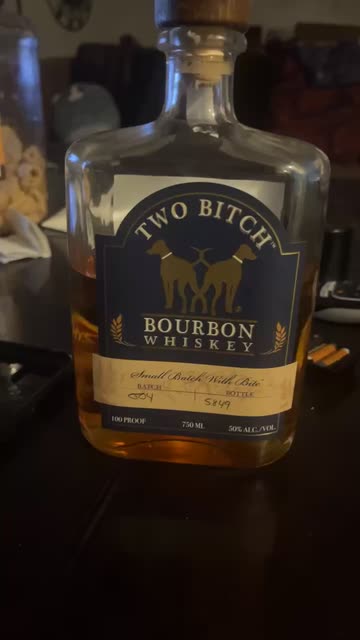 TWO BITCH
BOURBON
WHISKEY
Small Batch With Bite
BATCH BOTTLE
004 5849
100 PROOF 750 ML 50% ALC./VOL.